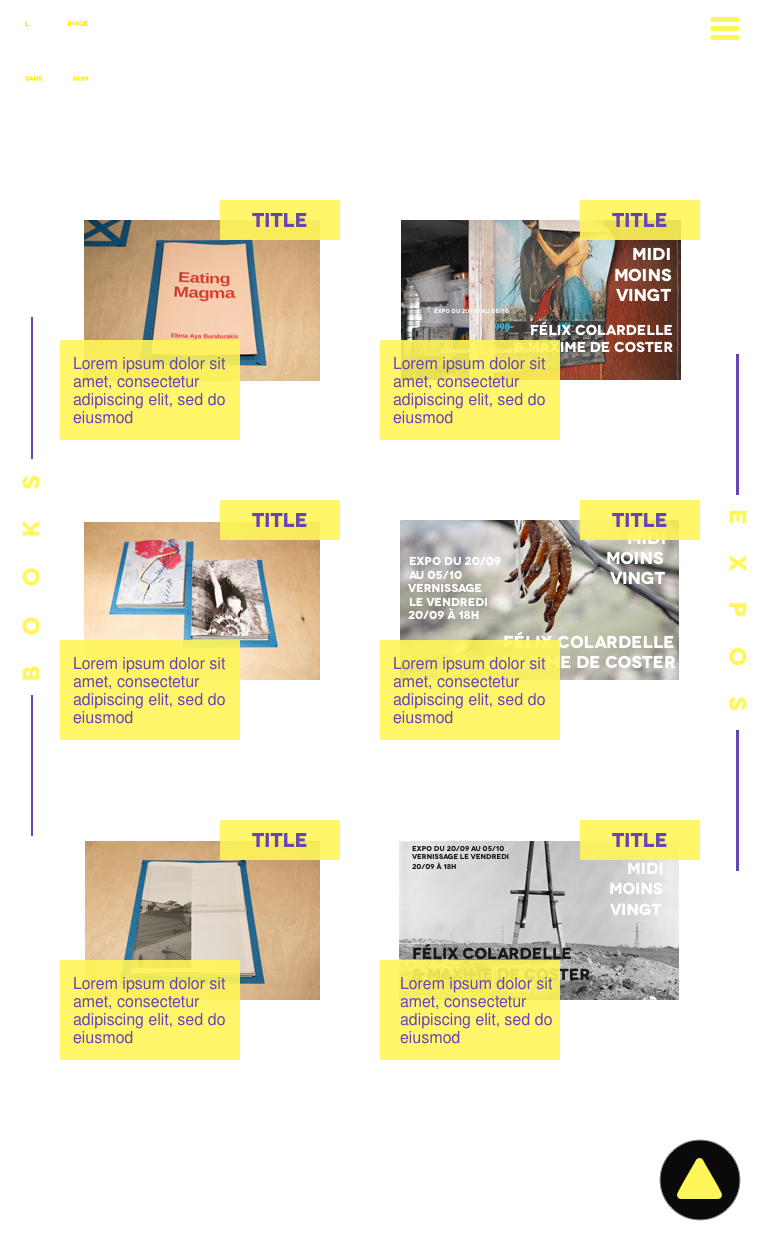 L IMAGE
SANS NOM
TITLE
Eating
Magma
Elena Aya Bundurakis
Lorem ipsum dolor sit
amet, consectetur
adipiscing elit, sed do
eiusmod
TITLE
MIDI
MOINS
VINGT
EXPO DU 20/09 AU 05/10
FÉLIX COLARDELLE
& MAXIME DE COSTER
Lorem ipsum dolor sit
amet, consectetur
adipiscing elit, sed do
eiusmod
BOOKS
EXPOS
TITLE
Lorem ipsum dolor sit
amet, consectetur
adipiscing elit, sed do
eiusmod
TITLE
MIDI
MOINS
VINGT
EXPO DU 20/09
AU 05/10
VERNISSAGE
LE VENDREDI
20/09 À 18H
FÉLIX COLARDELLE
ME DE COSTER
Lorem ipsum dolor sit
amet, consectetur
adipiscing elit, sed do
eiusmod
TITLE
Lorem ipsum dolor sit
amet, consectetur
adipiscing elit, sed do
eiusmod
TITLE
EXPO DU 20/09 AU 05/10
VERNISSAGE LE VENDREDI
20/09 À 18H
MIDI
MOINS
VINGT
FÉLIX COLARDELLE
& MAXIME DE COSTER
Lorem ipsum dolor sit
amet, consectetur
adipiscing elit, sed do
eiusmod